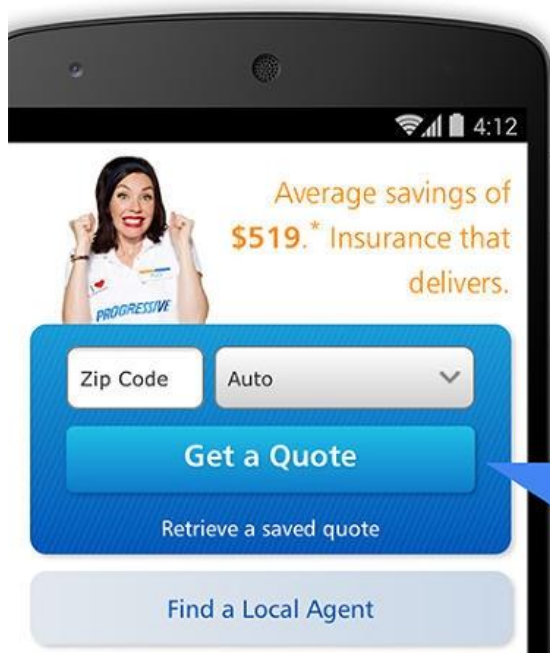 4:12
Average savings of
$519.* Insurance that
delivers.
PROGRESSIVE
Zip Code
Auto
Get a Quote
Retrieve a saved quote
Find a Local Agent